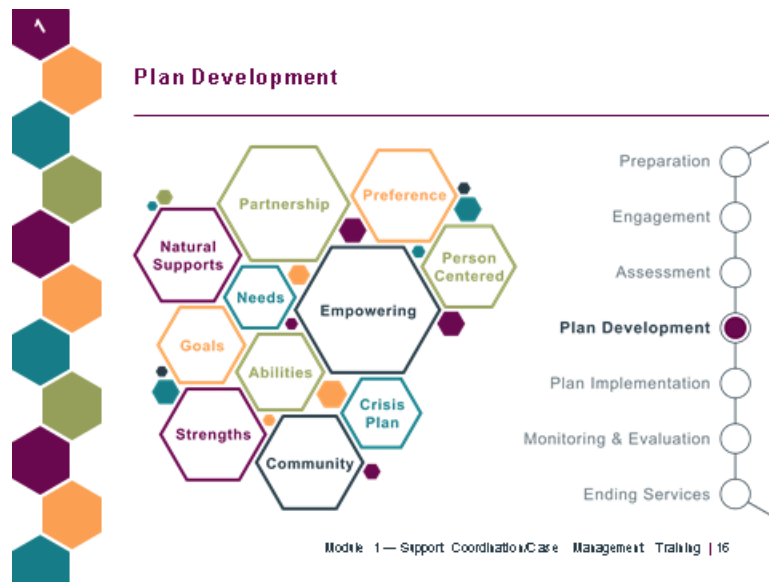 1
Plan Development
Partnership
Preference
Natural
Supports
Person
Centered
Needs
Empowering
Goals
Abilities
Crisis
Plan
Strengths
Community
Preparation
Engagement
Assessment
Plan Development
Plan Implementation
Monitoring & Evaluation
Ending Services
Module 1 — Support Coordination/Case Management Training | 16